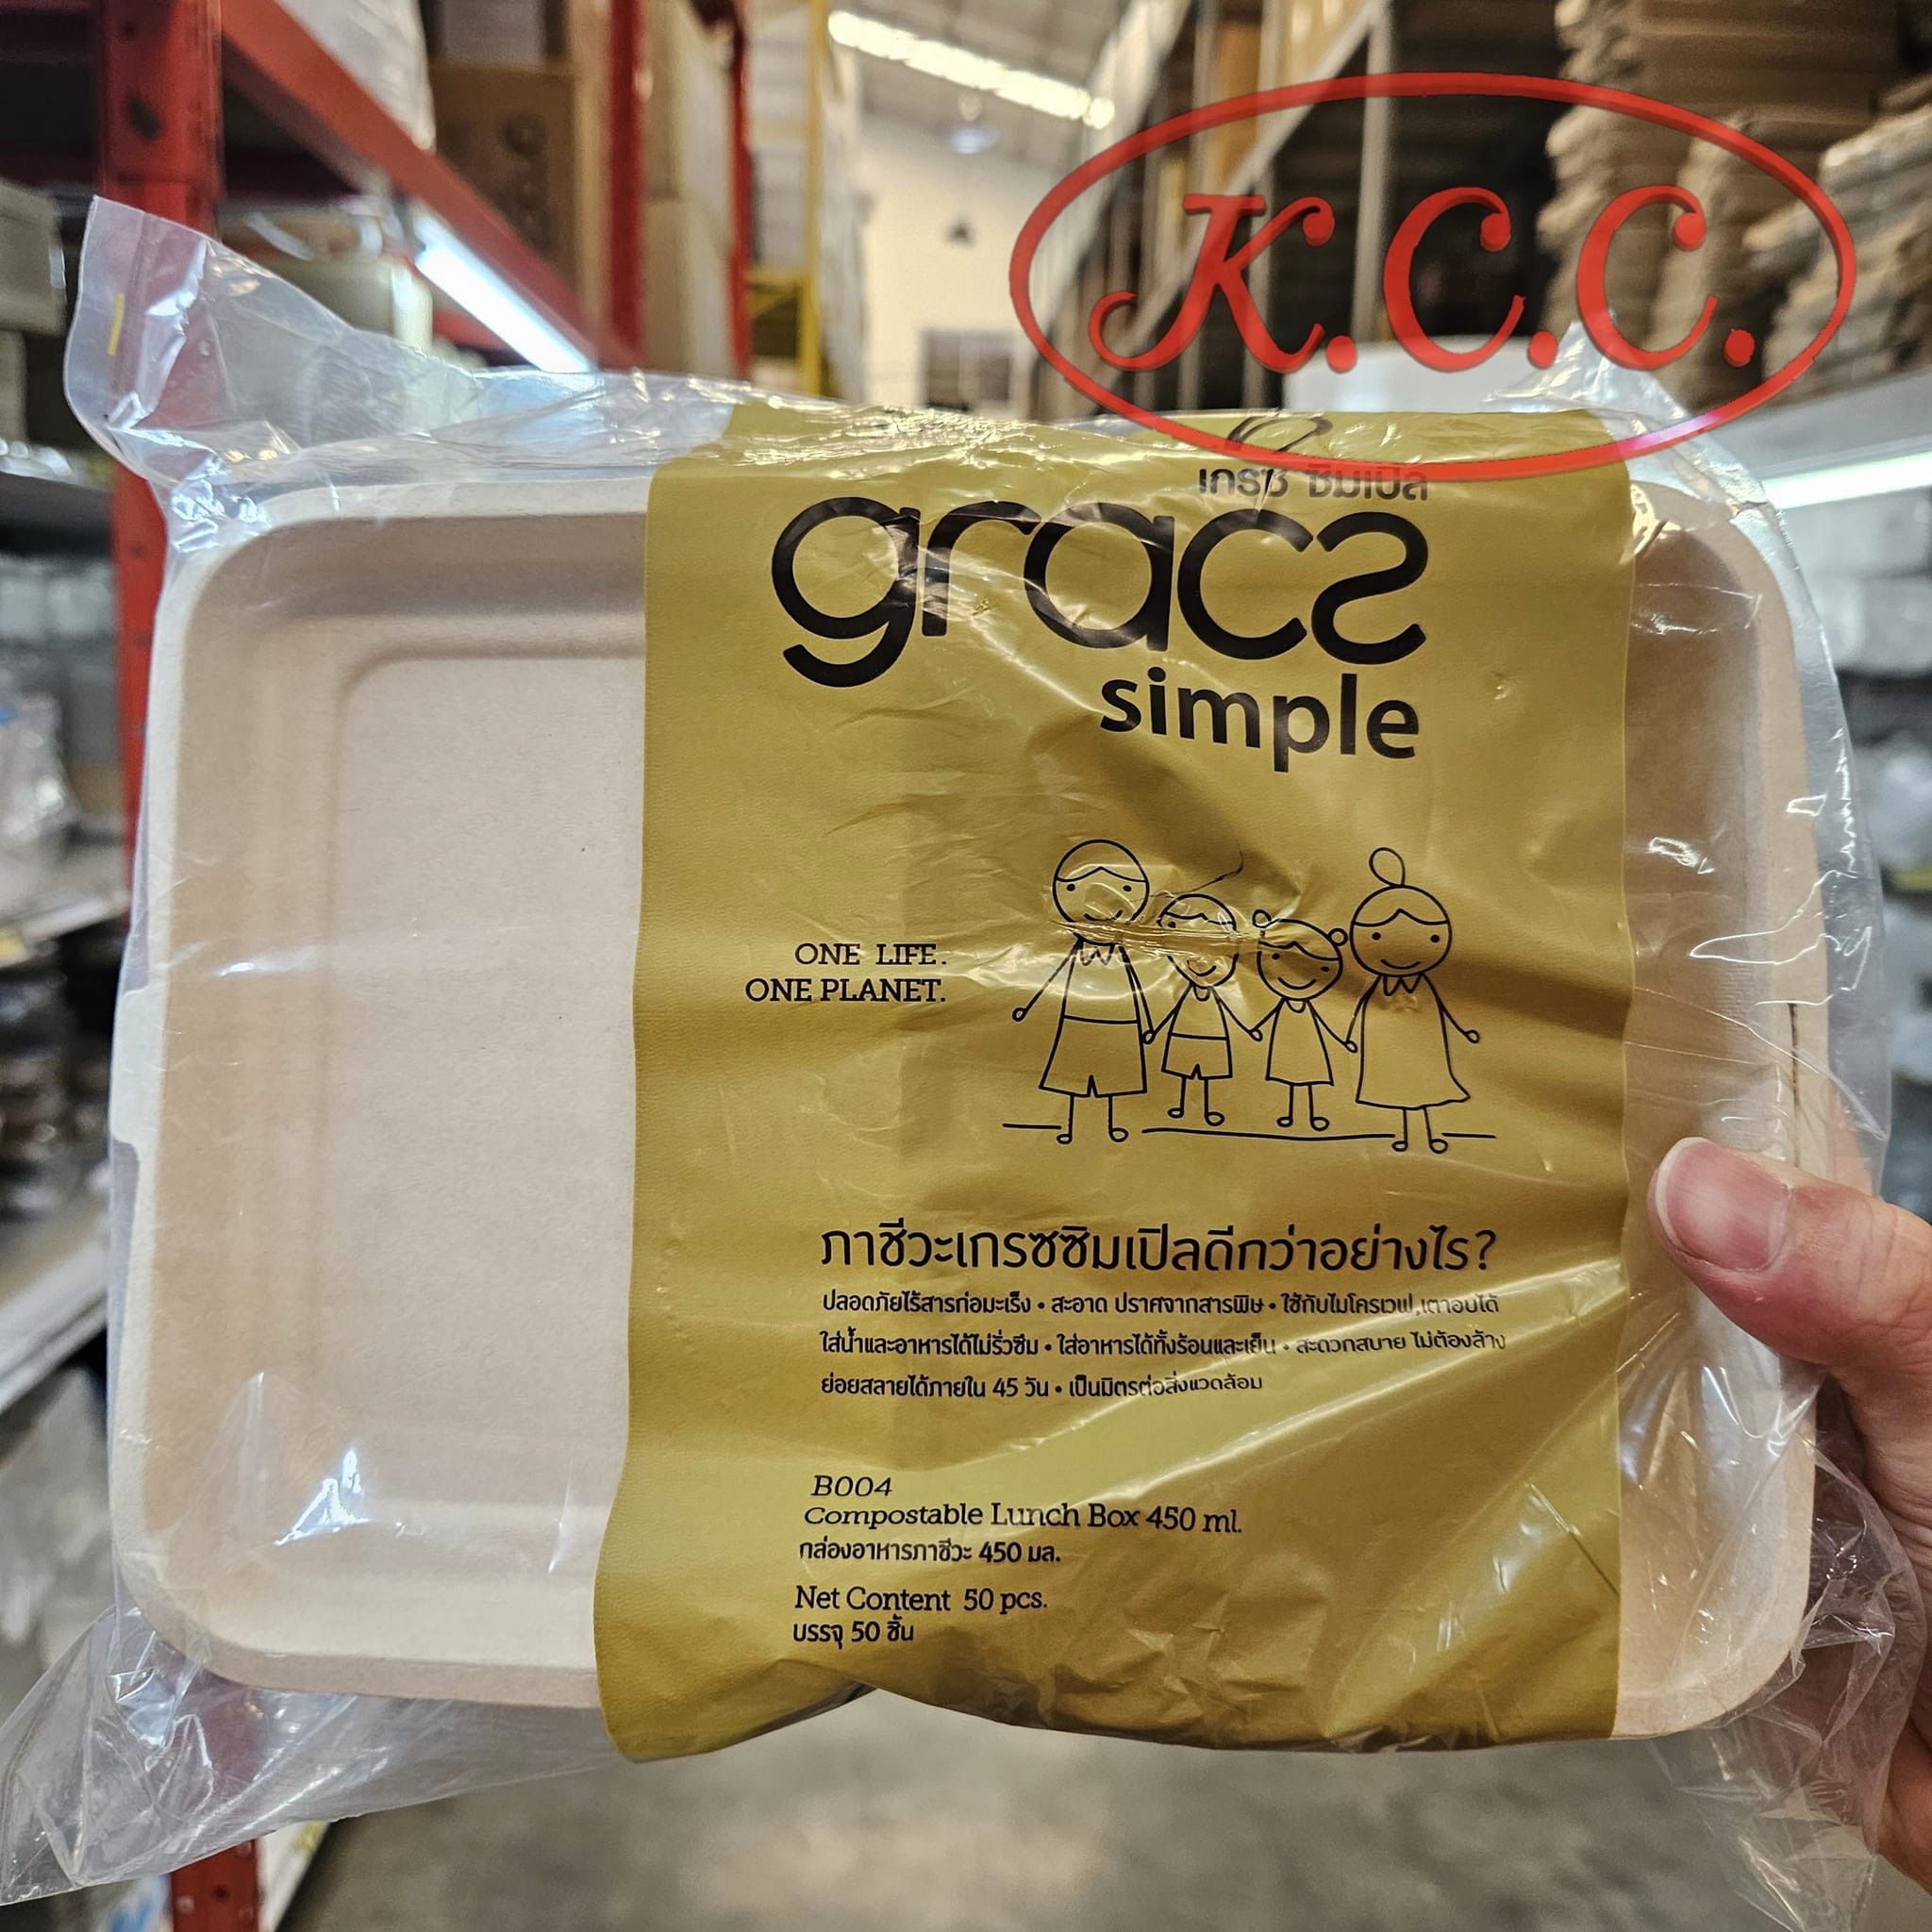 K.C.C.
เกรซ ซิมเปิล
gracz
simple
ONE LIFE.
ONE PLANET.
ภาชีวะเกรซซิมเปิลดีกว่าอย่างไร?
ปลอดภัยไร้สารก่อมะเร็ง • สะอาด ปราศจากสารพิษ • ใช้กับไมโครเวฟ,เตาอบได้
ใส่น้ำและอาหารได้ไม่รั่วซึม • ใส่อาหารได้ทั้งร้อนและเย็น • สะดวกสบาย ไม่ต้องล้าง
ย่อยสลายได้ภายใน 45 วัน • เป็นมิตรต่อสิ่งแวดล้อม
B004
Compostable Lunch Box 450 ml.
กล่องอาหารภาชีวะ 450 มล.
Net Content 50 pcs.
บรรจุ 50 ชิ้น